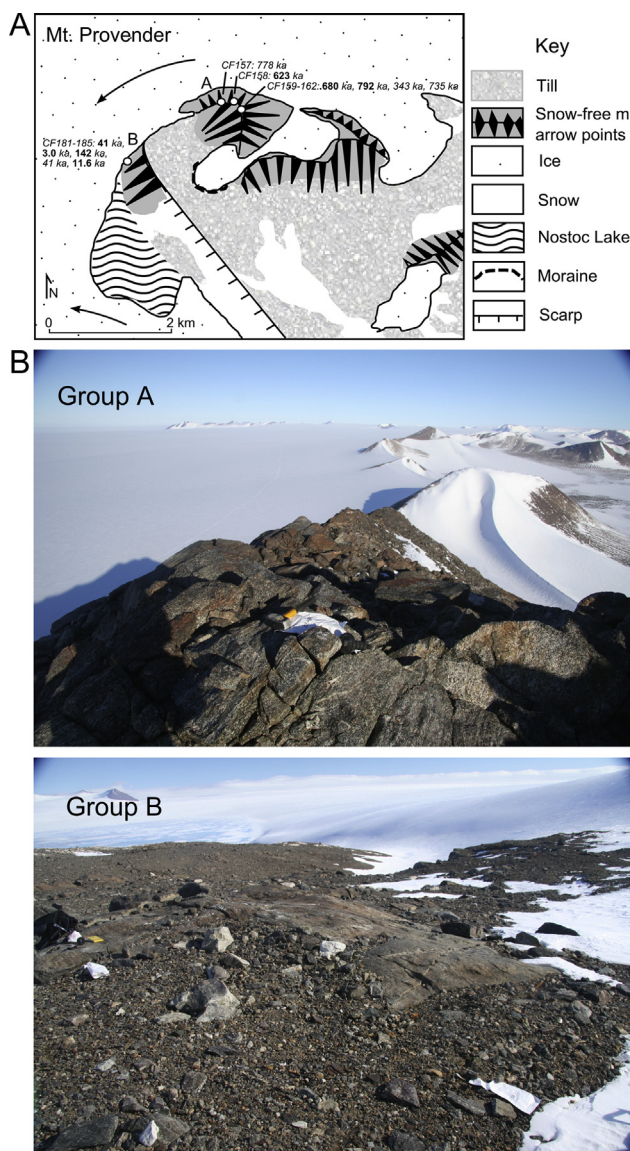 A
Mt. Provender
CF157: 778 ka
A
CF158: 623 ka
CF159-162:.680 ka, 792 ka, 343 ka, 735 ka
CF181-185: 41 ka,
3.0 ka, 142 ka,
41 ka, 11.6 ka
B
N
0
2 km
Key
Till
Snow-free m
arrow points
Ice
Snow
Nostoc Lake
Moraine
Scarp
B
Group A
Group B